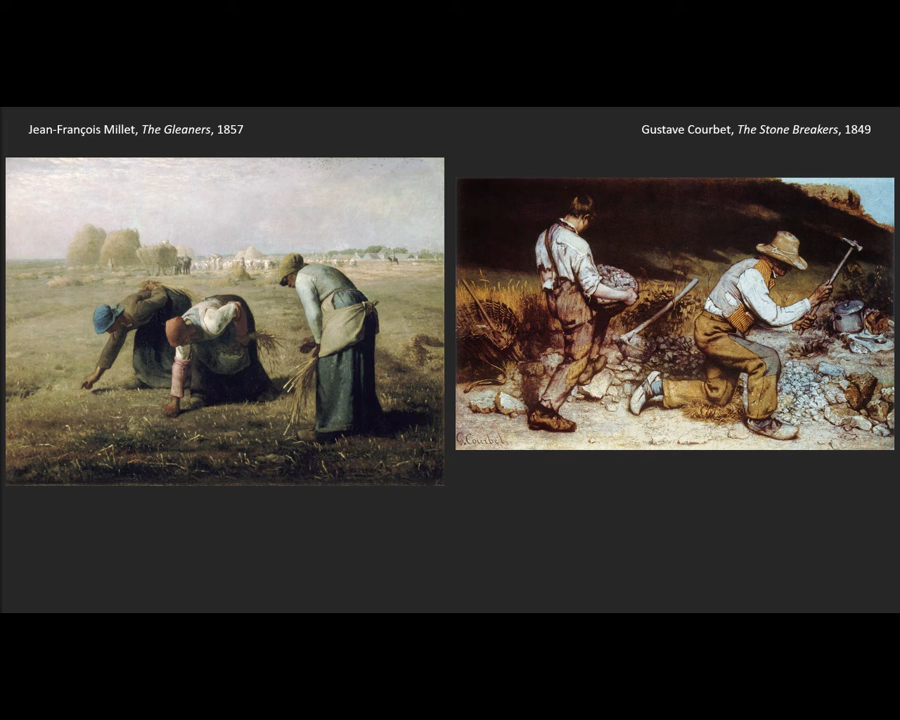 Jean-François Millet, The Gleaners, 1857
Gustave Courbet, The Stone Breakers, 1849
G. Courbet